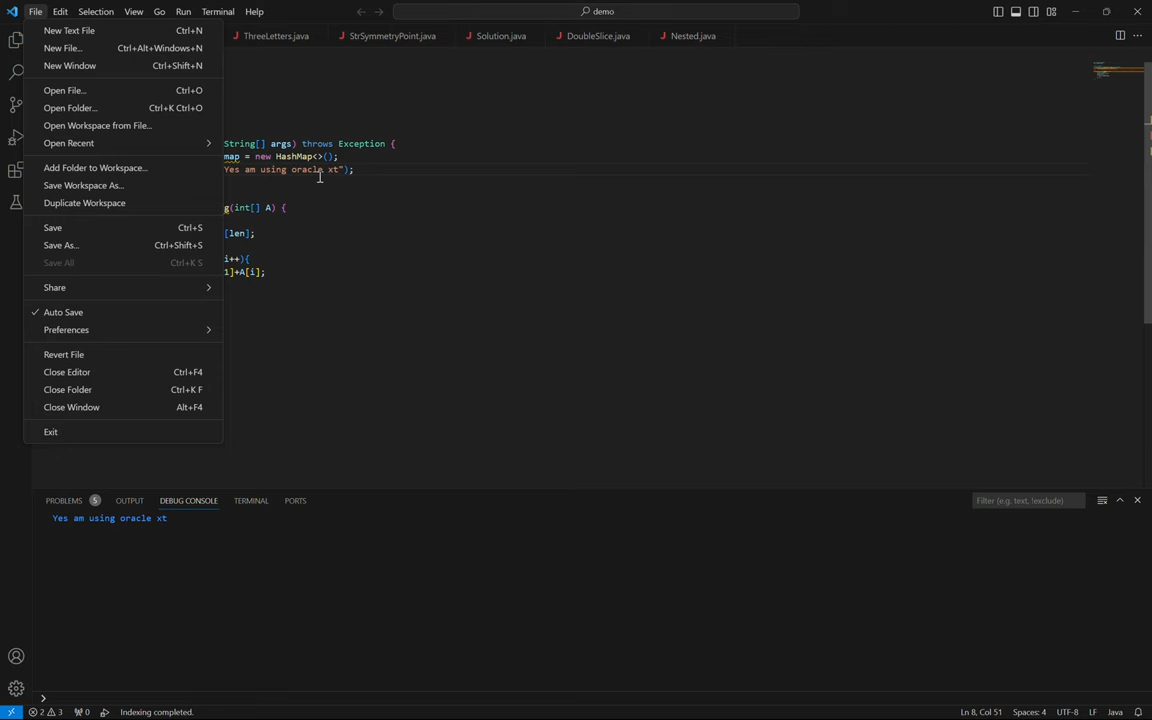 File Edit Selection View Go Run Terminal Help
demo
ThreeLetters.java StrSymmetryPoint.java Solution.java DoubleSlice.java Nested.java
New Text File Ctrl+N
New File... Ctrl+Alt+Windows+N
New Window Ctrl+Shift+N
Open File... Ctrl+O
Open Folder... Ctrl+K Ctrl+O
Open Workspace from File...
Open Recent
Add Folder to Workspace...
Save Workspace As...
Duplicate Workspace
Save Ctrl+S
Save As... Ctrl+Shift+S
Save All Ctrl+K S
Share
Auto Save
Preferences
Revert File
Close Editor Ctrl+F4
Close Folder Ctrl+K F
Close Window Alt+F4
Exit
String[] args) throws Exception {
map = new HashMap<>();
Yes am using oracle xt");
g(int[] A) {
[len];
i++){
1]+A[i];
PROBLEMS 5 OUTPUT DEBUG CONSOLE TERMINAL PORTS
Filter (e.g. text, !exclude)
Yes am using oracle xt
2 3 0 Indexing completed.
Ln 8, Col 51 Spaces: 4 UTF-8 LF Java